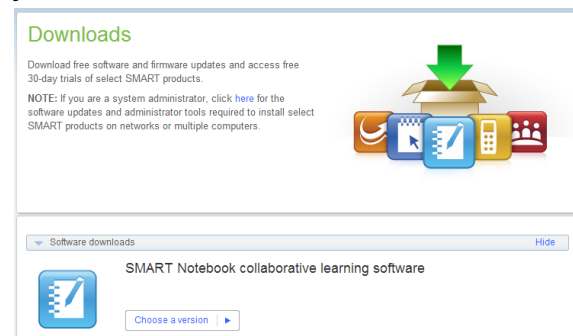 Downloads
Download free software and firmware updates and access free
30-day trials of select SMART products.
NOTE: If you are a system administrator, click here for the
software updates and administrator tools required to install select
SMART products on networks or multiple computers.
Software downloads
Hide
SMART Notebook collaborative learning software
Choose a version